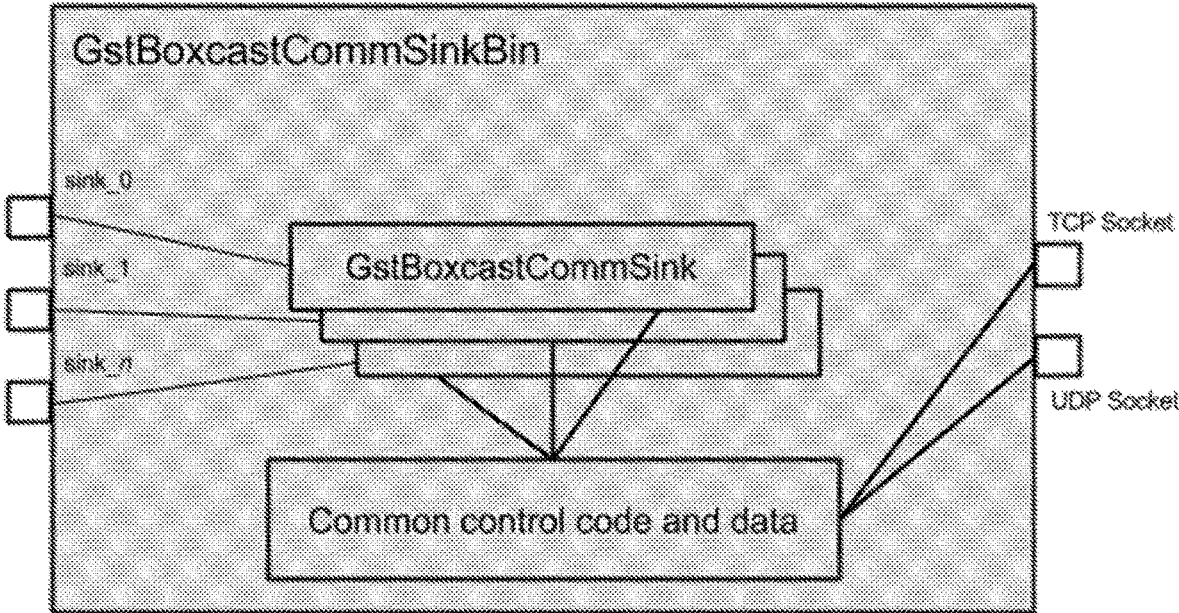 GstBoxcastCommSinkBin
sink_0
TCP Socket
sink_1
GstBoxcastCommSink
sink_n
UDP Socket
Common control code and data